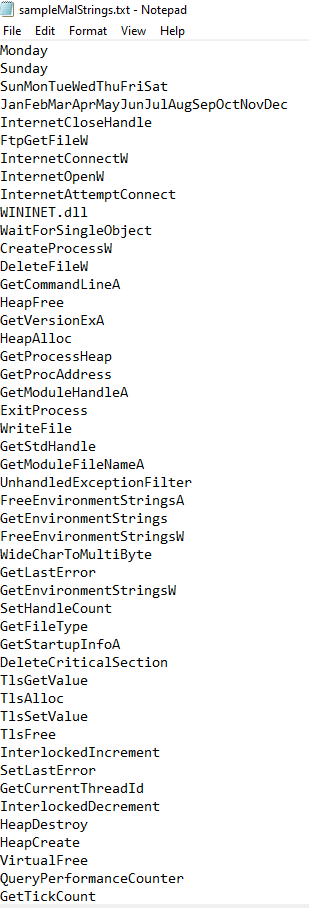 sampleMalStrings.txt - Notepad
File Edit Format View Help
Monday
Sunday
SunMonTueWedThuFriSat
JanFebMarAprMayJunJulAugSepOctNovDec
InternetCloseHandle
FtpGetFileW
InternetConnectW
InternetOpenW
InternetAttemptConnect
WININET.dll
WaitForSingleObject
CreateProcessW
DeleteFileW
GetCommandLineA
HeapFree
GetVersionExA
HeapAlloc
GetProcessHeap
GetProcAddress
GetModuleHandleA
ExitProcess
WriteFile
GetStdHandle
GetModuleFileNameA
UnhandledExceptionFilter
FreeEnvironmentStringsA
GetEnvironmentStrings
FreeEnvironmentStringsW
WideCharToMultiByte
GetLastError
GetEnvironmentStringsW
SetHandleCount
GetFileType
GetStartupInfoA
DeleteCriticalSection
TlsGetValue
TlsAlloc
TlsSetValue
TlsFree
InterlockedIncrement
SetLastError
GetCurrentThreadId
InterlockedDecrement
HeapDestroy
HeapCreate
VirtualFree
QueryPerformanceCounter
GetTickCount